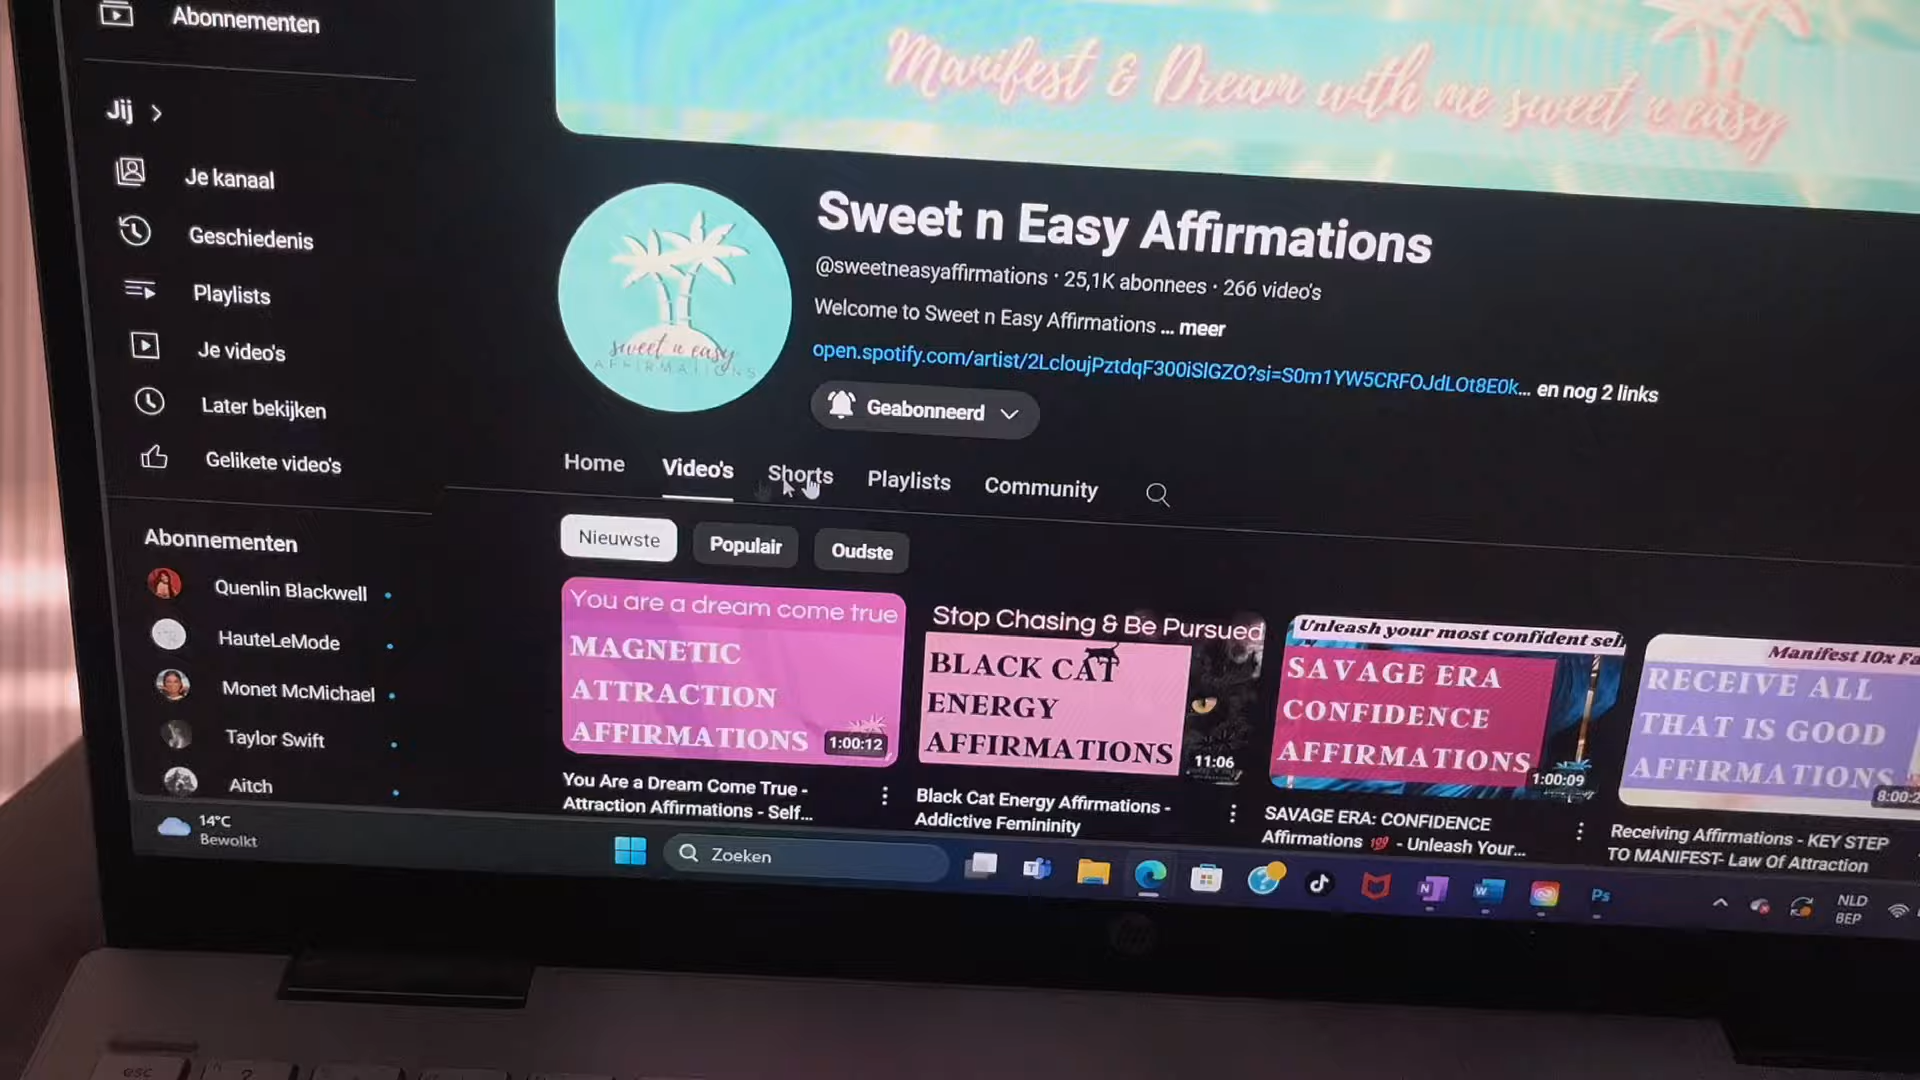 Abonnementen
Manifest & Dream with me sweet n easy
Jij
Je kanaal
Geschiedenis
Playlists
Je video's
Later bekijken
Gelikete video's
sweet n easy
AFFIRMATIONS
Sweet n Easy Affirmations
@sweetneasyaffirmations · 25,1K abonnees · 266 video's
Welcome to Sweet n Easy Affirmations ... meer
open.spotify.com/artist/2LcloujPztdqF300iSlGZO?si=S0m1YW5CRFOJdLOt8E0k... en nog 2 links
Geabonneerd
Home Video's Shorts Playlists Community
Nieuwste Populair Oudste
Abonnementen
Quenlin Blackwell
HauteLeMode
Monet McMichael
Taylor Swift
Aitch
You are a dream come true
MAGNETIC
ATTRACTION
AFFIRMATIONS
1:00:12
You Are a Dream Come True -
Attraction Affirmations - Self...
Stop Chasing & Be Pursued
BLACK CAT
ENERGY
AFFIRMATIONS
11:06
Black Cat Energy Affirmations -
Addictive Femininity
Unleash your most confident self
SAVAGE ERA
CONFIDENCE
AFFIRMATIONS
1:00:09
SAVAGE ERA: CONFIDENCE
Affirmations 💯 - Unleash Your...
Manifest 10x
RECEIVE ALL
THAT IS GOOD
AFFIRMATIONS
8:00:2
Receiving Affirmations - KEY STEP
TO MANIFEST- Law Of Attraction
14°C
Bewolkt
Zoeken
NLD
BEP
Ps
hp
esc